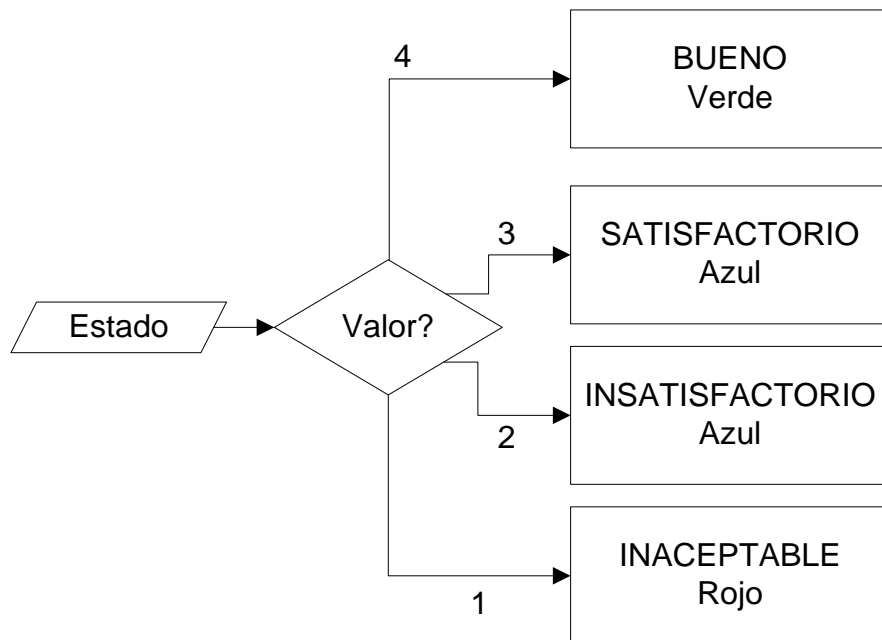 4
BUENO
Verde
3
SATISFACTORIO
Azul
Estado
Valor?
INSATISFACTORIO
Azul
2
INACEPTABLE
Rojo
1